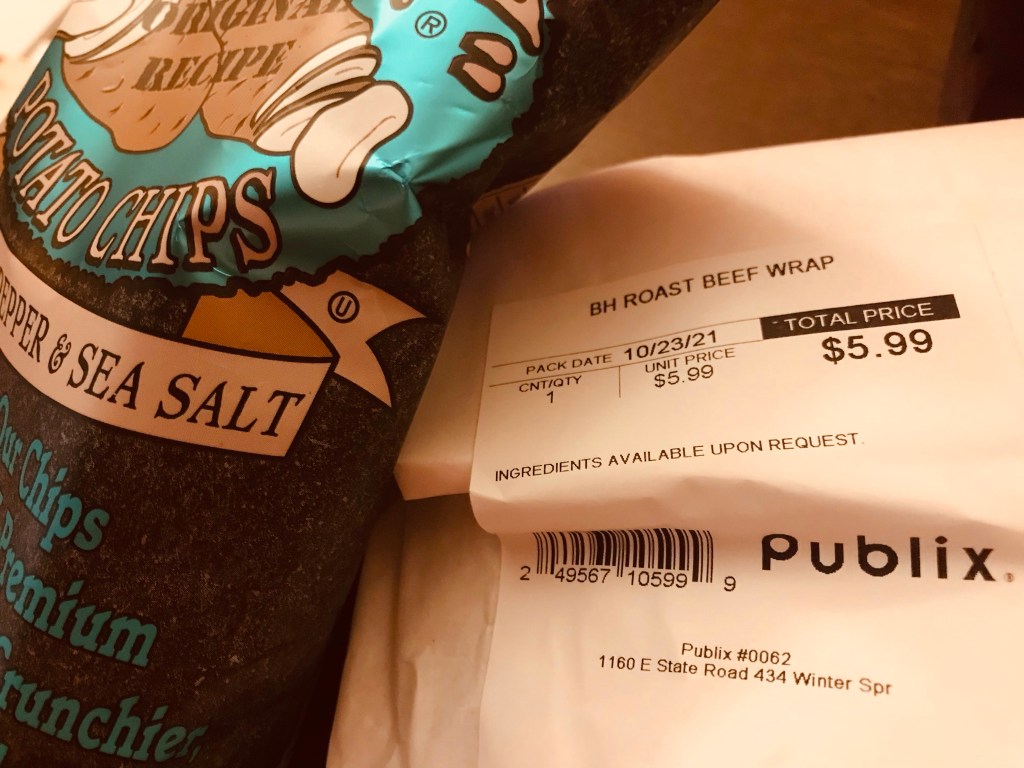 ORIGINAL
RECIPE
®
POTATO CHIPS
PEPPER & SEA SALT
U
Our Chips
Premium
Crunchier
BH ROAST BEEF WRAP
PACK DATE 10/23/21 TOTAL PRICE
CNT/QTY UNIT PRICE $5.99
1 $5.99
INGREDIENTS AVAILABLE UPON REQUEST.
2 49567 10599 9
Publix®
Publix #0062
1160 E State Road 434 Winter Spr